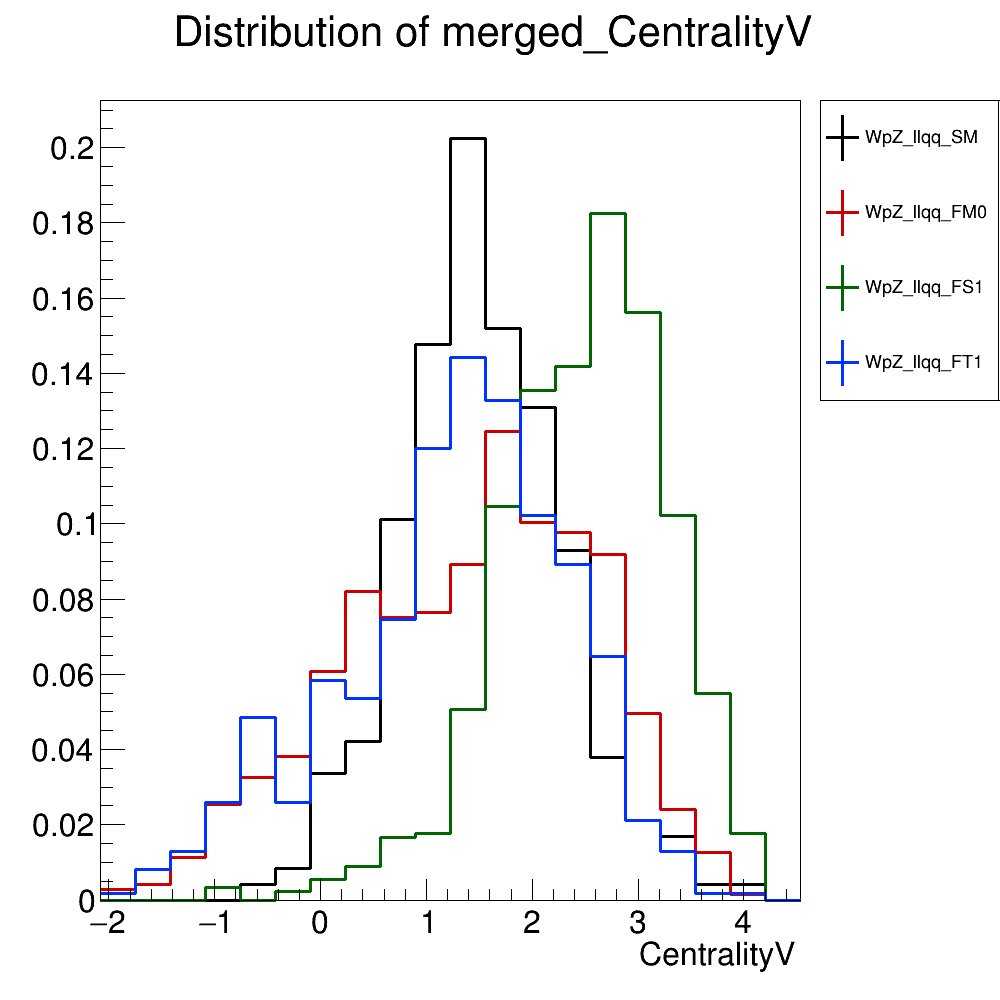 Distribution of merged_CentralityV
0.2
0.18
0.16
0.14
0.12
0.1
0.08
0.06
0.04
0.02
0
−2 −1 0 1 2 3 4
CentralityV
WpZ_llqq_SM
WpZ_llqq_FM0
WpZ_llqq_FS1
WpZ_llqq_FT1